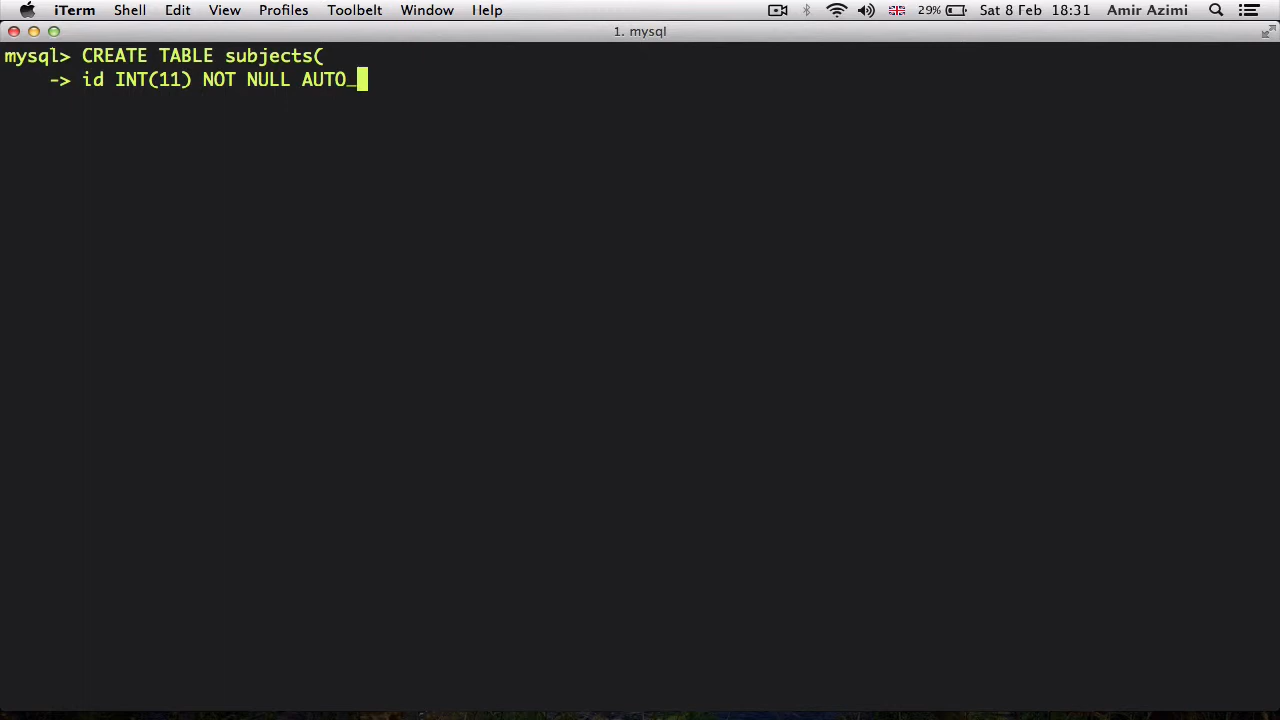 iTerm Shell Edit View Profiles Toolbelt Window Help 29% Sat 8 Feb 18:31 Amir Azimi
1. mysql
mysql> CREATE TABLE subjects(
-> id INT(11) NOT NULL AUTO_